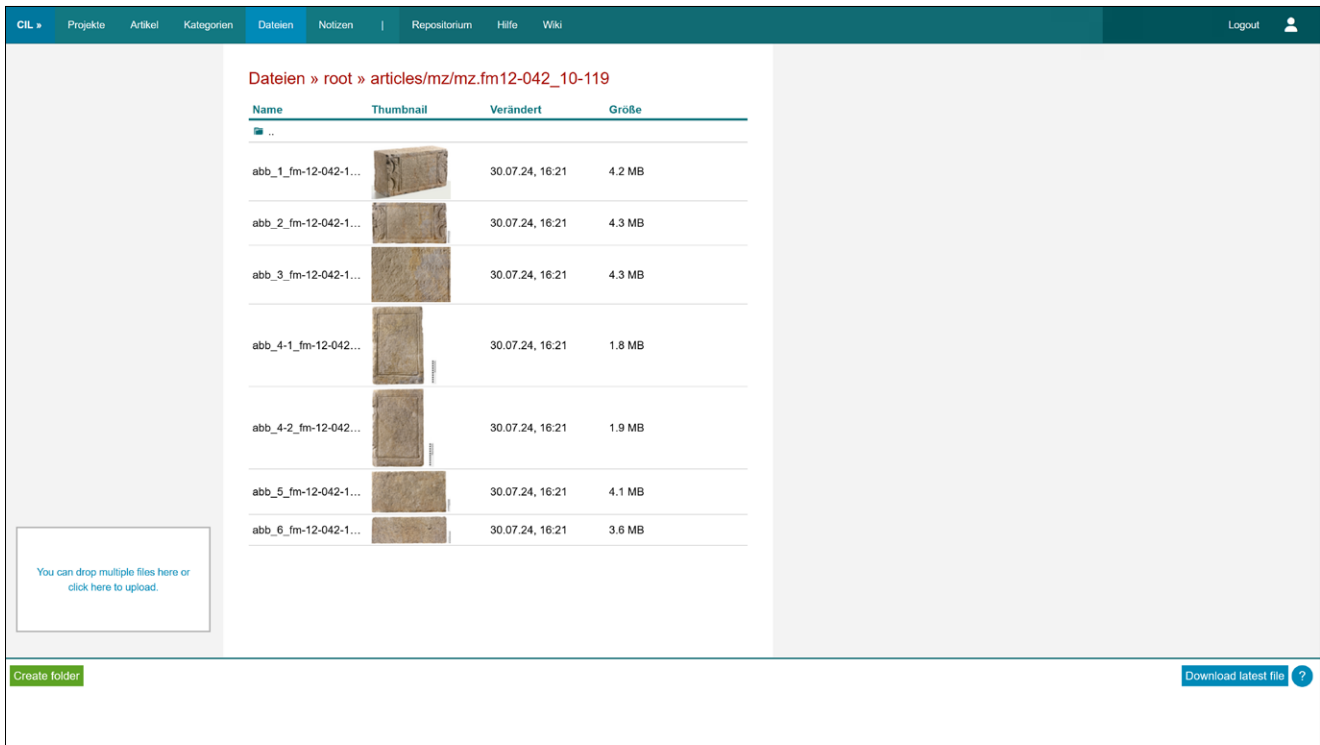 CIL » Projekte Artikel Kategorien Dateien Notizen | Repositorium Hilfe Wiki Logout
Dateien » root » articles/mz/mz.fm12-042_10-119
Name Thumbnail Verändert Größe
..
abb_1_fm-12-042-1... 30.07.24, 16:21 4.2 MB
abb_2_fm-12-042-1... 30.07.24, 16:21 4.3 MB
abb_3_fm-12-042-1... 30.07.24, 16:21 4.3 MB
abb_4-1_fm-12-042... 30.07.24, 16:21 1.8 MB
abb_4-2_fm-12-042... 30.07.24, 16:21 1.9 MB
abb_5_fm-12-042-1... 30.07.24, 16:21 4.1 MB
abb_6_fm-12-042-1... 30.07.24, 16:21 3.6 MB
You can drop multiple files here or
click here to upload.
Create folder Download latest file ?